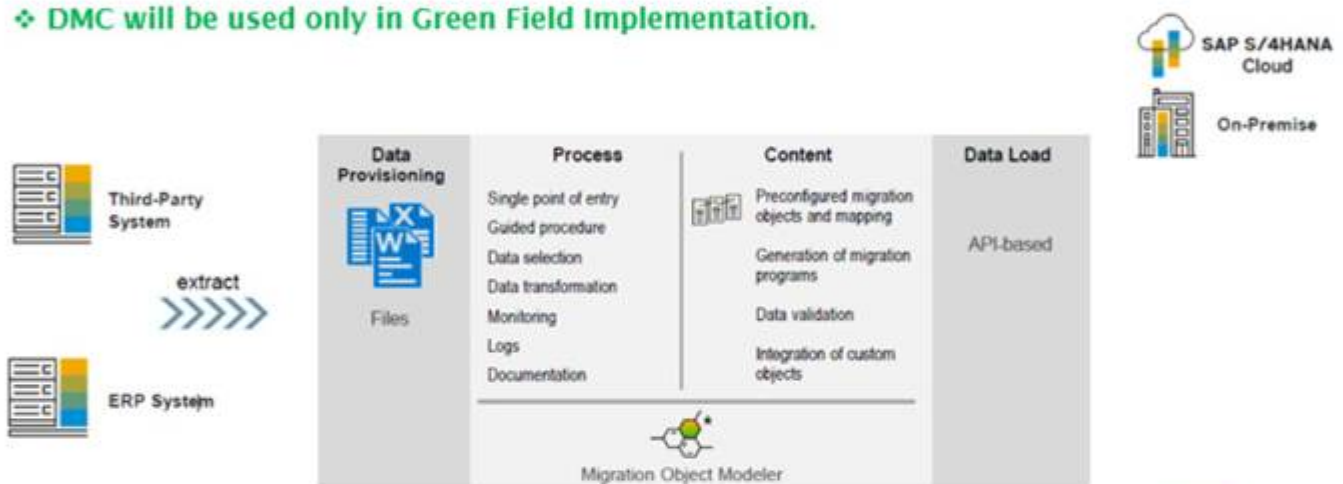 ❖ DMC will be used only in Green Field Implementation.
SAP S/4HANA
Cloud
On-Premise
Third-Party
System
extract
ERP System
Data
Provisioning
Files
Process
Single point of entry
Guided procedure
Data selection
Data transformation
Monitoring
Logs
Documentation
Content
Preconfigured migration
objects and mapping
Generation of migration
programs
Data validation
Integration of custom
objects
*
Migration Object Modeler
Data Load
API-based